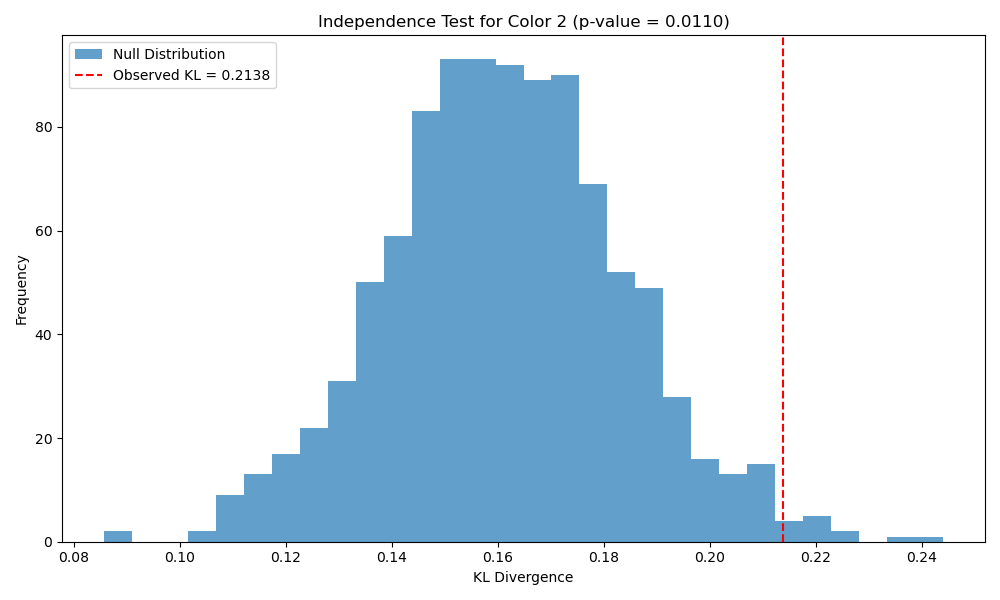 Independence Test for Color 2 (p-value = 0.0110)
Null Distribution
Observed KL = 0.2138
Frequency
80
60
40
20
0
0.08 0.10 0.12 0.14 0.16 0.18 0.20 0.22 0.24
KL Divergence